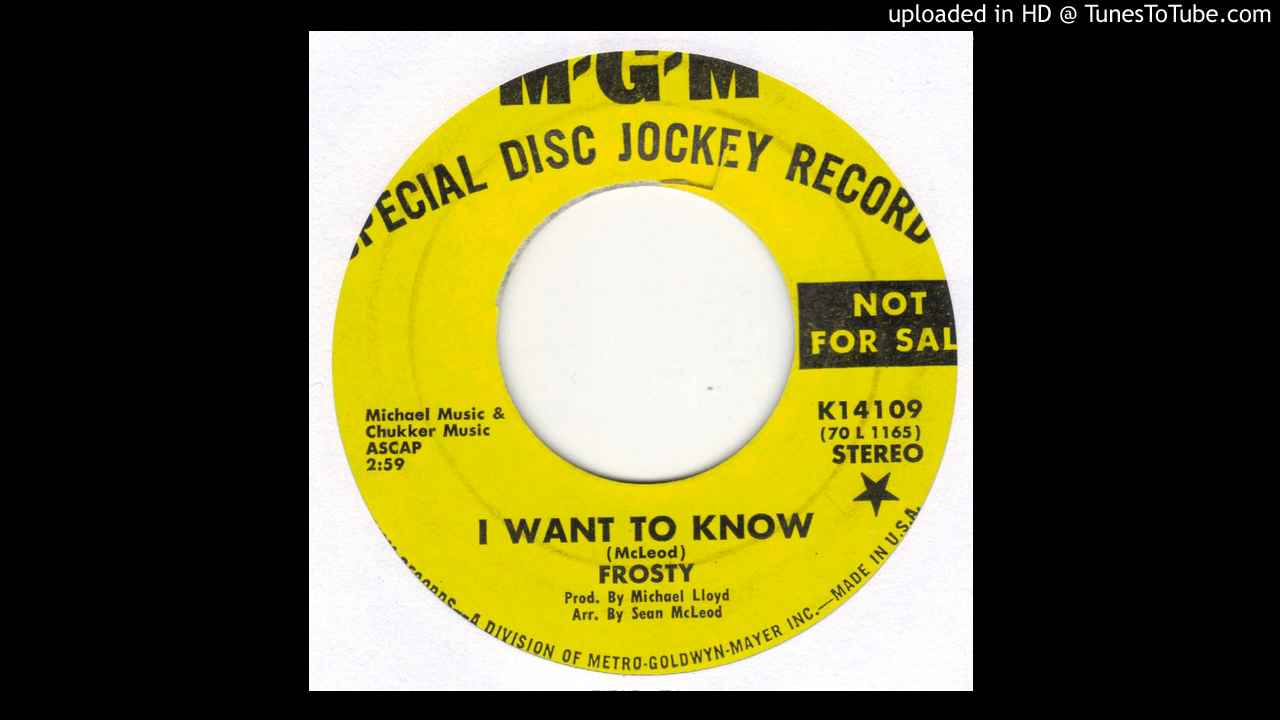 uploaded in HD @ TunesToTube.com
M·G·M
SPECIAL DISC JOCKEY RECORD
NOT
FOR SAL
Michael Music &
Chukker Music
ASCAP
2:59
K14109
(70 L 1165)
STEREO
I WANT TO KNOW
(McLeod)
FROSTY
Prod. By Michael Lloyd
Arr. By Sean McLeod
RECORDS—A DIVISION OF METRO-GOLDWYN-MAYER INC.—MADE IN U.S.A.